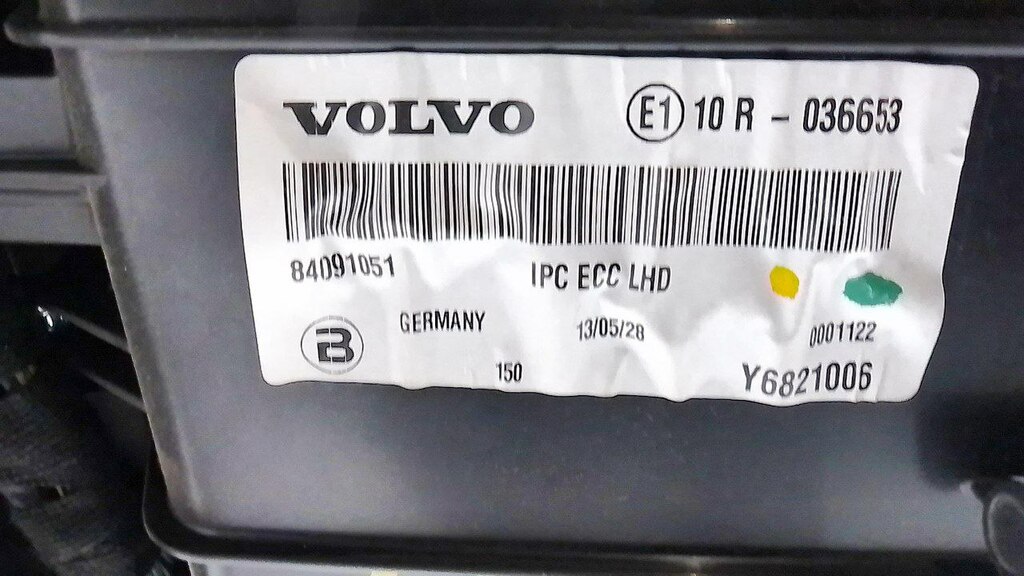 VOLVO E1 10 R - 036653
84091051 IPC ECC LHD
B GERMANY 13/05/28 0001122
150 Y6821006